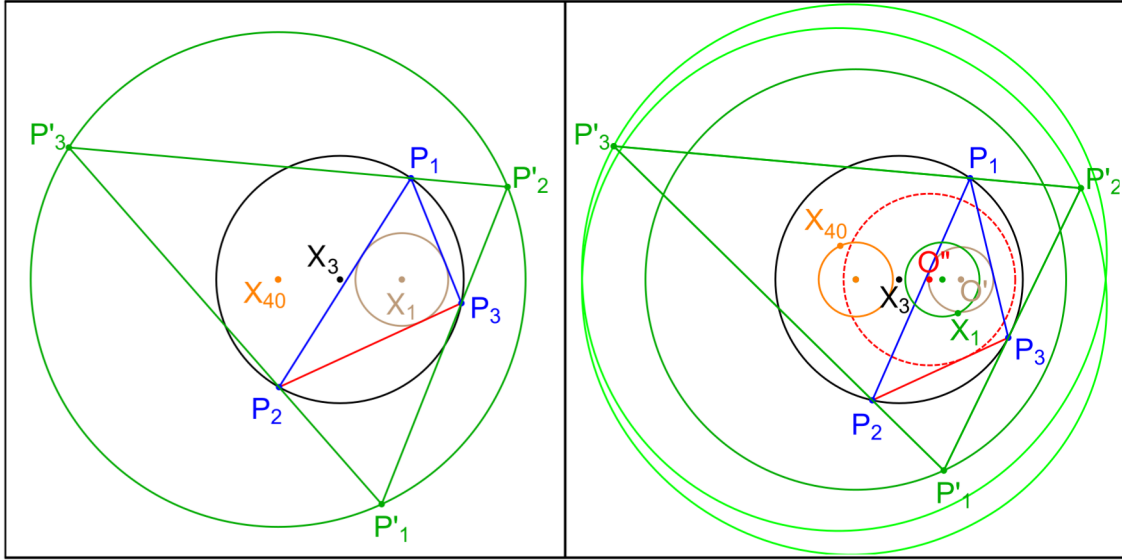 P'₃
P₁
P'₂
X₃
X₄₀
X₁
P₃
P₂
P'₁
P'₃
P₁
P'₂
X₄₀
O"
X₃
O'
X₁
P₃
P₂
P'₁